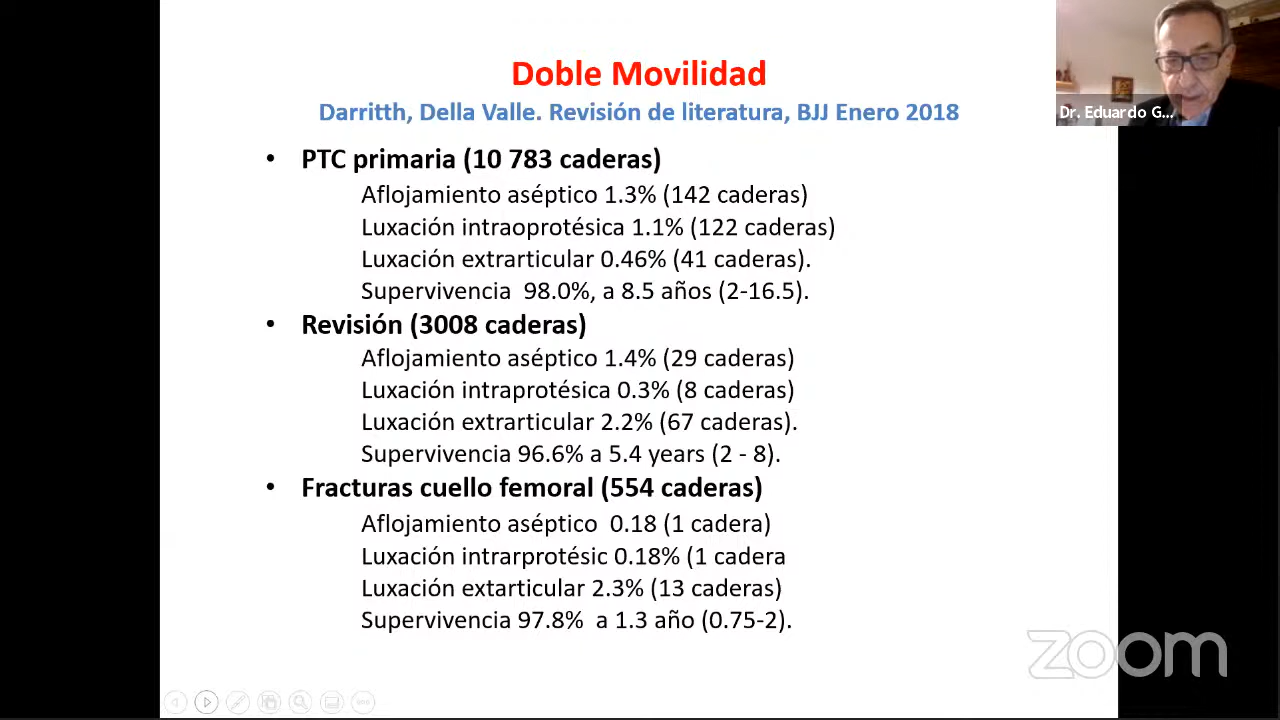 Doble Movilidad
Darritth, Della Valle. Revisión de literatura, BJJ Enero 2018
• PTC primaria (10 783 caderas)
Aflojamiento aséptico 1.3% (142 caderas)
Luxación intraoprotésica 1.1% (122 caderas)
Luxación extrarticular 0.46% (41 caderas).
Supervivencia 98.0%, a 8.5 años (2-16.5).
• Revisión (3008 caderas)
Aflojamiento aséptico 1.4% (29 caderas)
Luxación intraprotésica 0.3% (8 caderas)
Luxación extrarticular 2.2% (67 caderas).
Supervivencia 96.6% a 5.4 years (2 - 8).
• Fracturas cuello femoral (554 caderas)
Aflojamiento aséptico 0.18 (1 cadera)
Luxación intrarprotésic 0.18% (1 cadera
Luxación extarticular 2.3% (13 caderas)
Supervivencia 97.8% a 1.3 año (0.75-2).
Dr. Eduardo G...
zoom